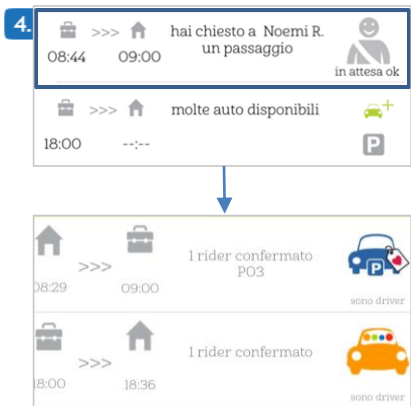 4.
>>>
hai chiesto a Noemi R.
un passaggio
08:44 09:00
in attesa ok
>>>
molte auto disponibili
+
18:00 --:--
P
>>>
1 rider confermato
P03
P
08:29 09:00
sono driver
>>>
1 rider confermato
18:00 18:36
sono driver